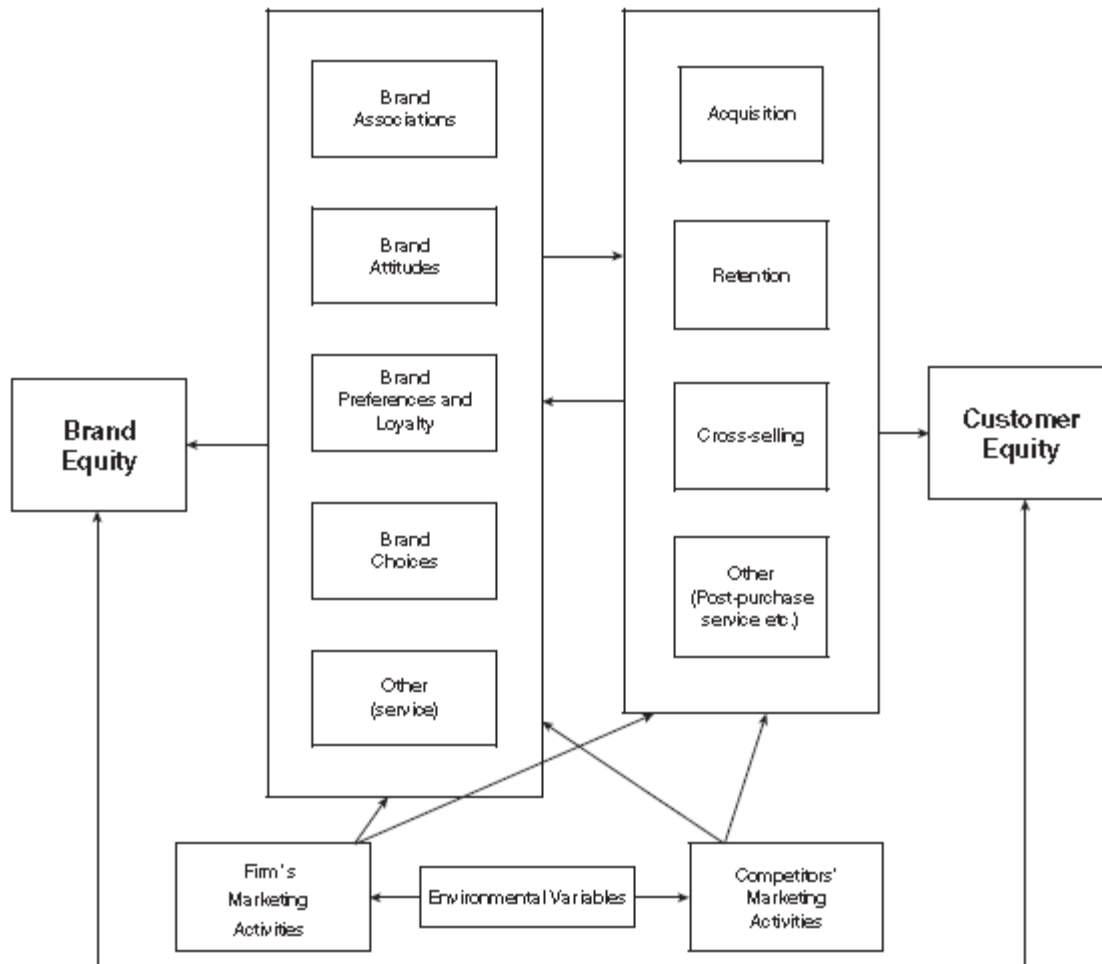 Brand
Associations
Brand
Attitudes
Brand
Preferences and
Loyalty
Brand
Choices
Other
(service)
Acquisition
Retention
Cross-selling
Other
(Post-purchase
service etc.)
Brand
Equity
Customer
Equity
Firm's
Marketing
Activities
Environmental Variables
Competitors'
Marketing
Activities